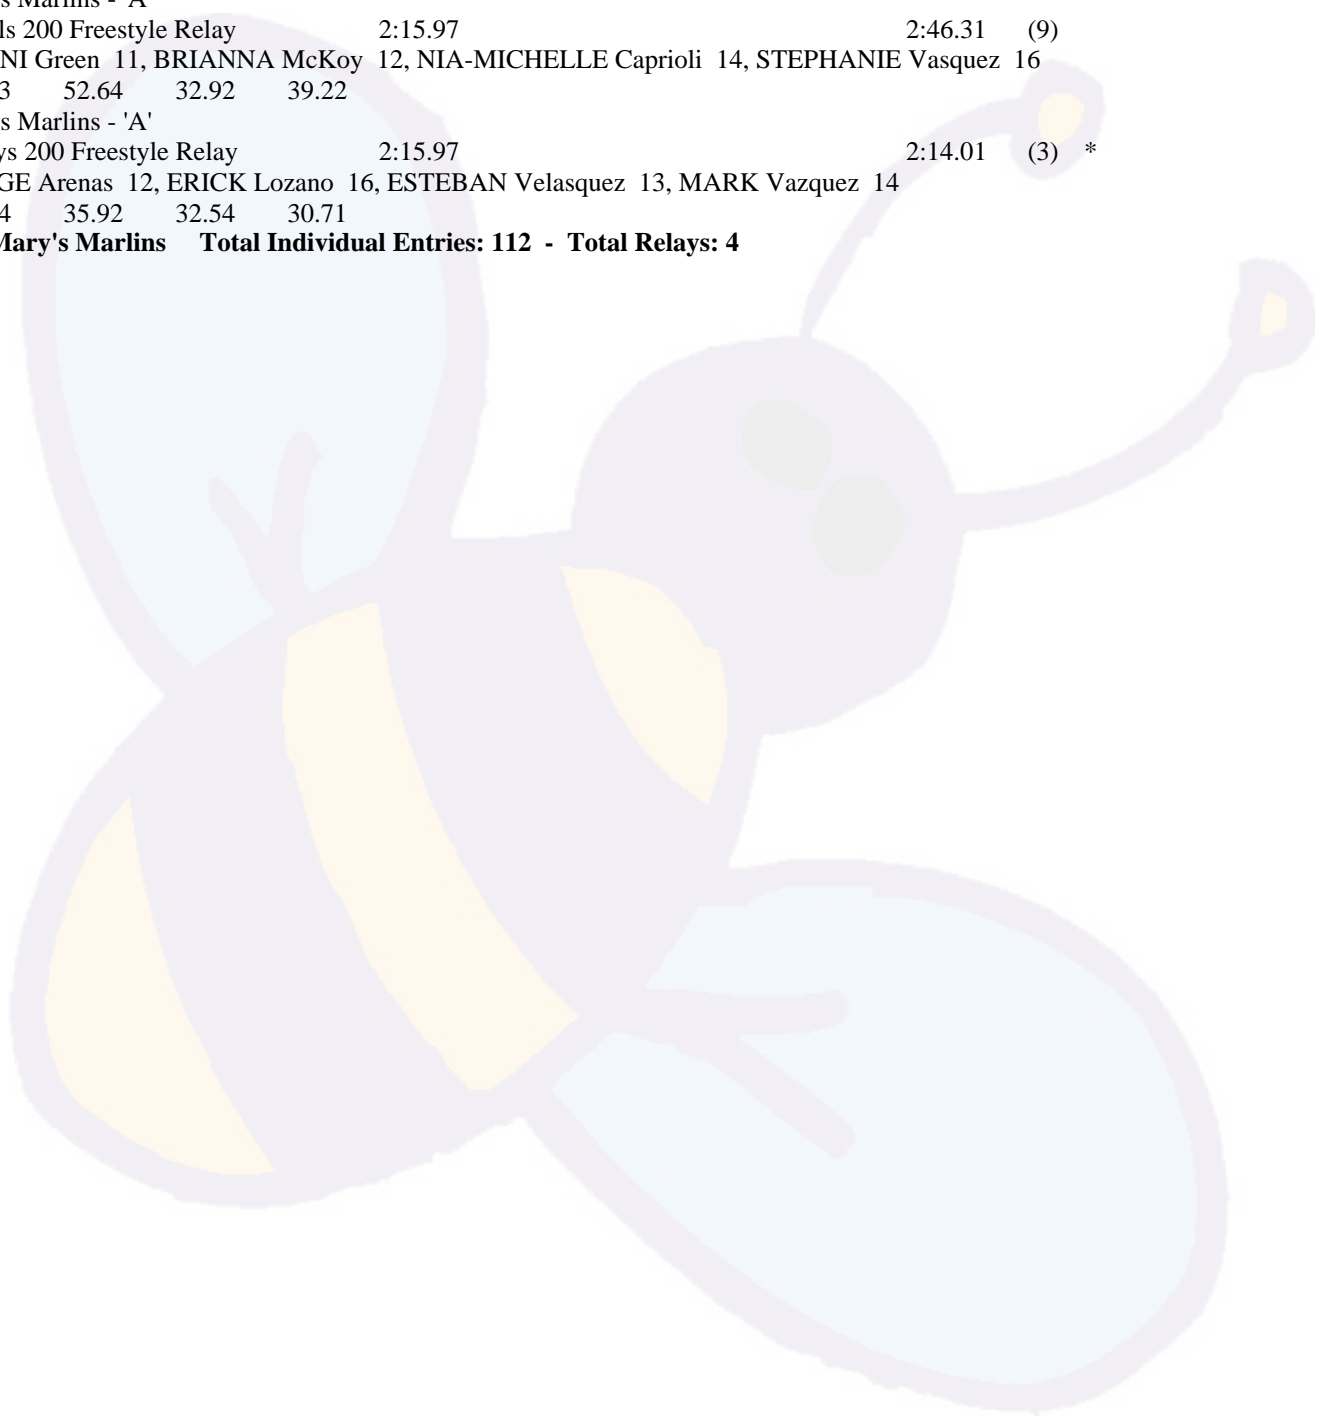 s Marlins - 'A'
ls 200 Freestyle Relay 2:15.97 2:46.31 (9)
NI Green 11, BRIANNA McKoy 12, NIA-MICHELLE Caprioli 14, STEPHANIE Vasquez 16
3 52.64 32.92 39.22
s Marlins - 'A'
ys 200 Freestyle Relay 2:15.97 2:14.01 (3) *
GE Arenas 12, ERICK Lozano 16, ESTEBAN Velasquez 13, MARK Vazquez 14
4 35.92 32.54 30.71
Mary's Marlins Total Individual Entries: 112 - Total Relays: 4